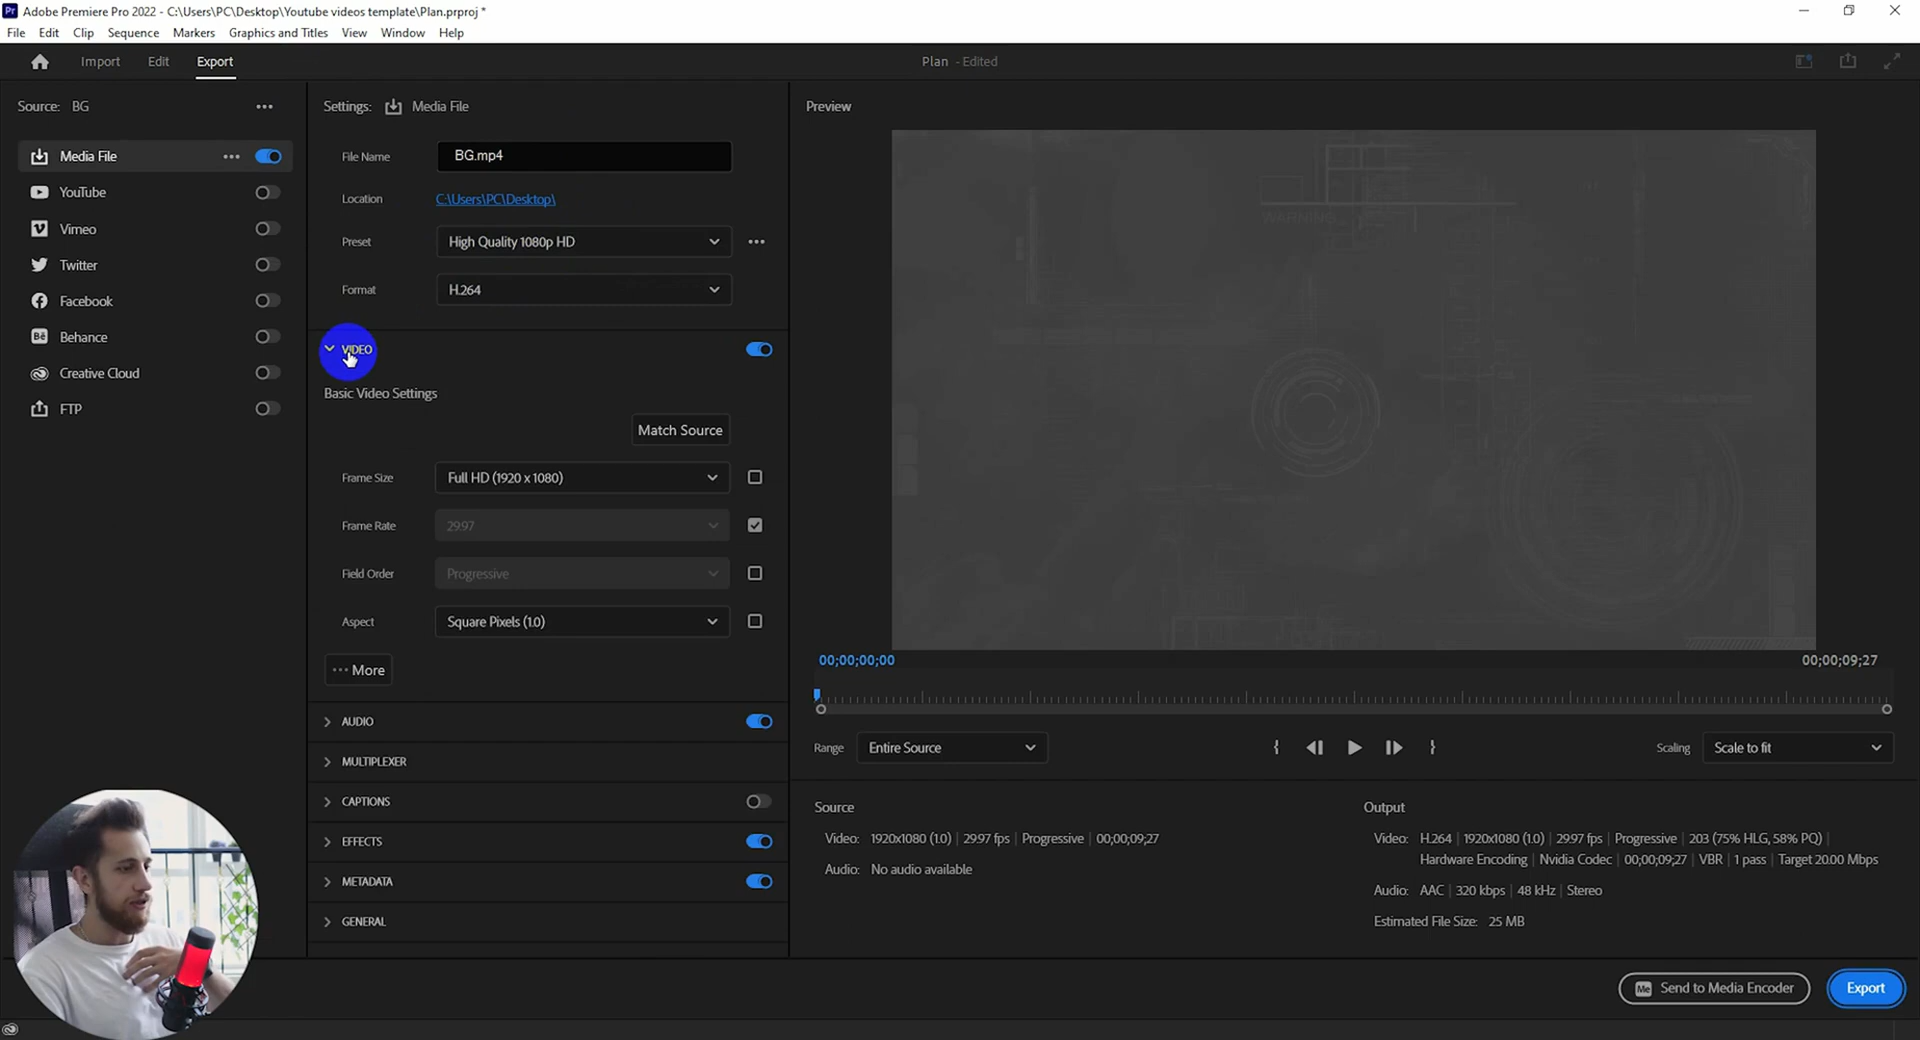 Pr Adobe Premiere Pro 2022 - C:\Users\PC\Desktop\Youtube videos template\Plan.prproj *
File Edit Clip Sequence Markers Graphics and Titles View Window Help
Import Edit Export
Plan - Edited
Source: BG
Media File
YouTube
Vimeo
Twitter
Facebook
Bē Behance
Creative Cloud
FTP
Settings: Media File
File Name BG.mp4
Location C:\Users\PC\Desktop\
Preset High Quality 1080p HD
Format H.264
VIDEO
Basic Video Settings
Match Source
Frame Size Full HD (1920 x 1080)
Frame Rate 29.97
Field Order Progressive
Aspect Square Pixels (1.0)
More
AUDIO
MULTIPLEXER
CAPTIONS
EFFECTS
METADATA
GENERAL
Preview
WARNING
00;00;00;00
00;00;09;27
Range Entire Source
Scaling Scale to fit
Source
Video: 1920x1080 (1.0) | 29.97 fps | Progressive | 00;00;09;27
Audio: No audio available
Output
Video: H.264 | 1920x1080 (1.0) | 29.97 fps | Progressive | 203 (75% HLG, 58% PQ) |
Hardware Encoding | Nvidia Codec | 00;00;09;27 | VBR | 1 pass | Target 20.00 Mbps
Audio: AAC | 320 kbps | 48 kHz | Stereo
Estimated File Size: 25 MB
Me Send to Media Encoder
Export